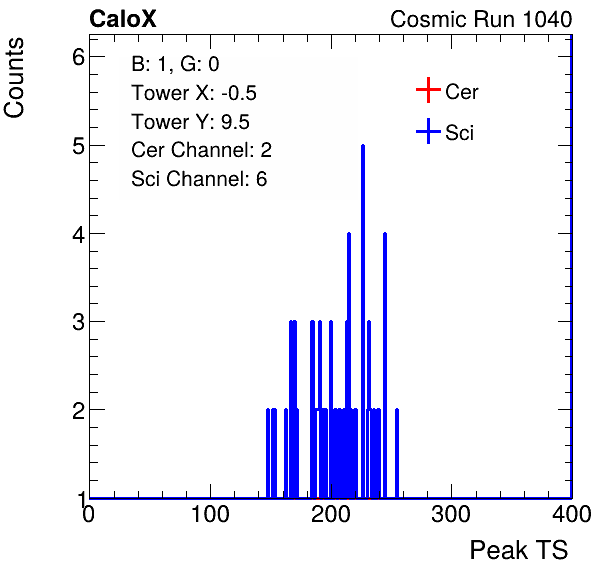 CaloX Cosmic Run 1040
Counts
B: 1, G: 0
Tower X: -0.5
Tower Y: 9.5
Cer Channel: 2
Sci Channel: 6
Cer
Sci
6
5
4
3
2
1
0 100 200 300 400
Peak TS